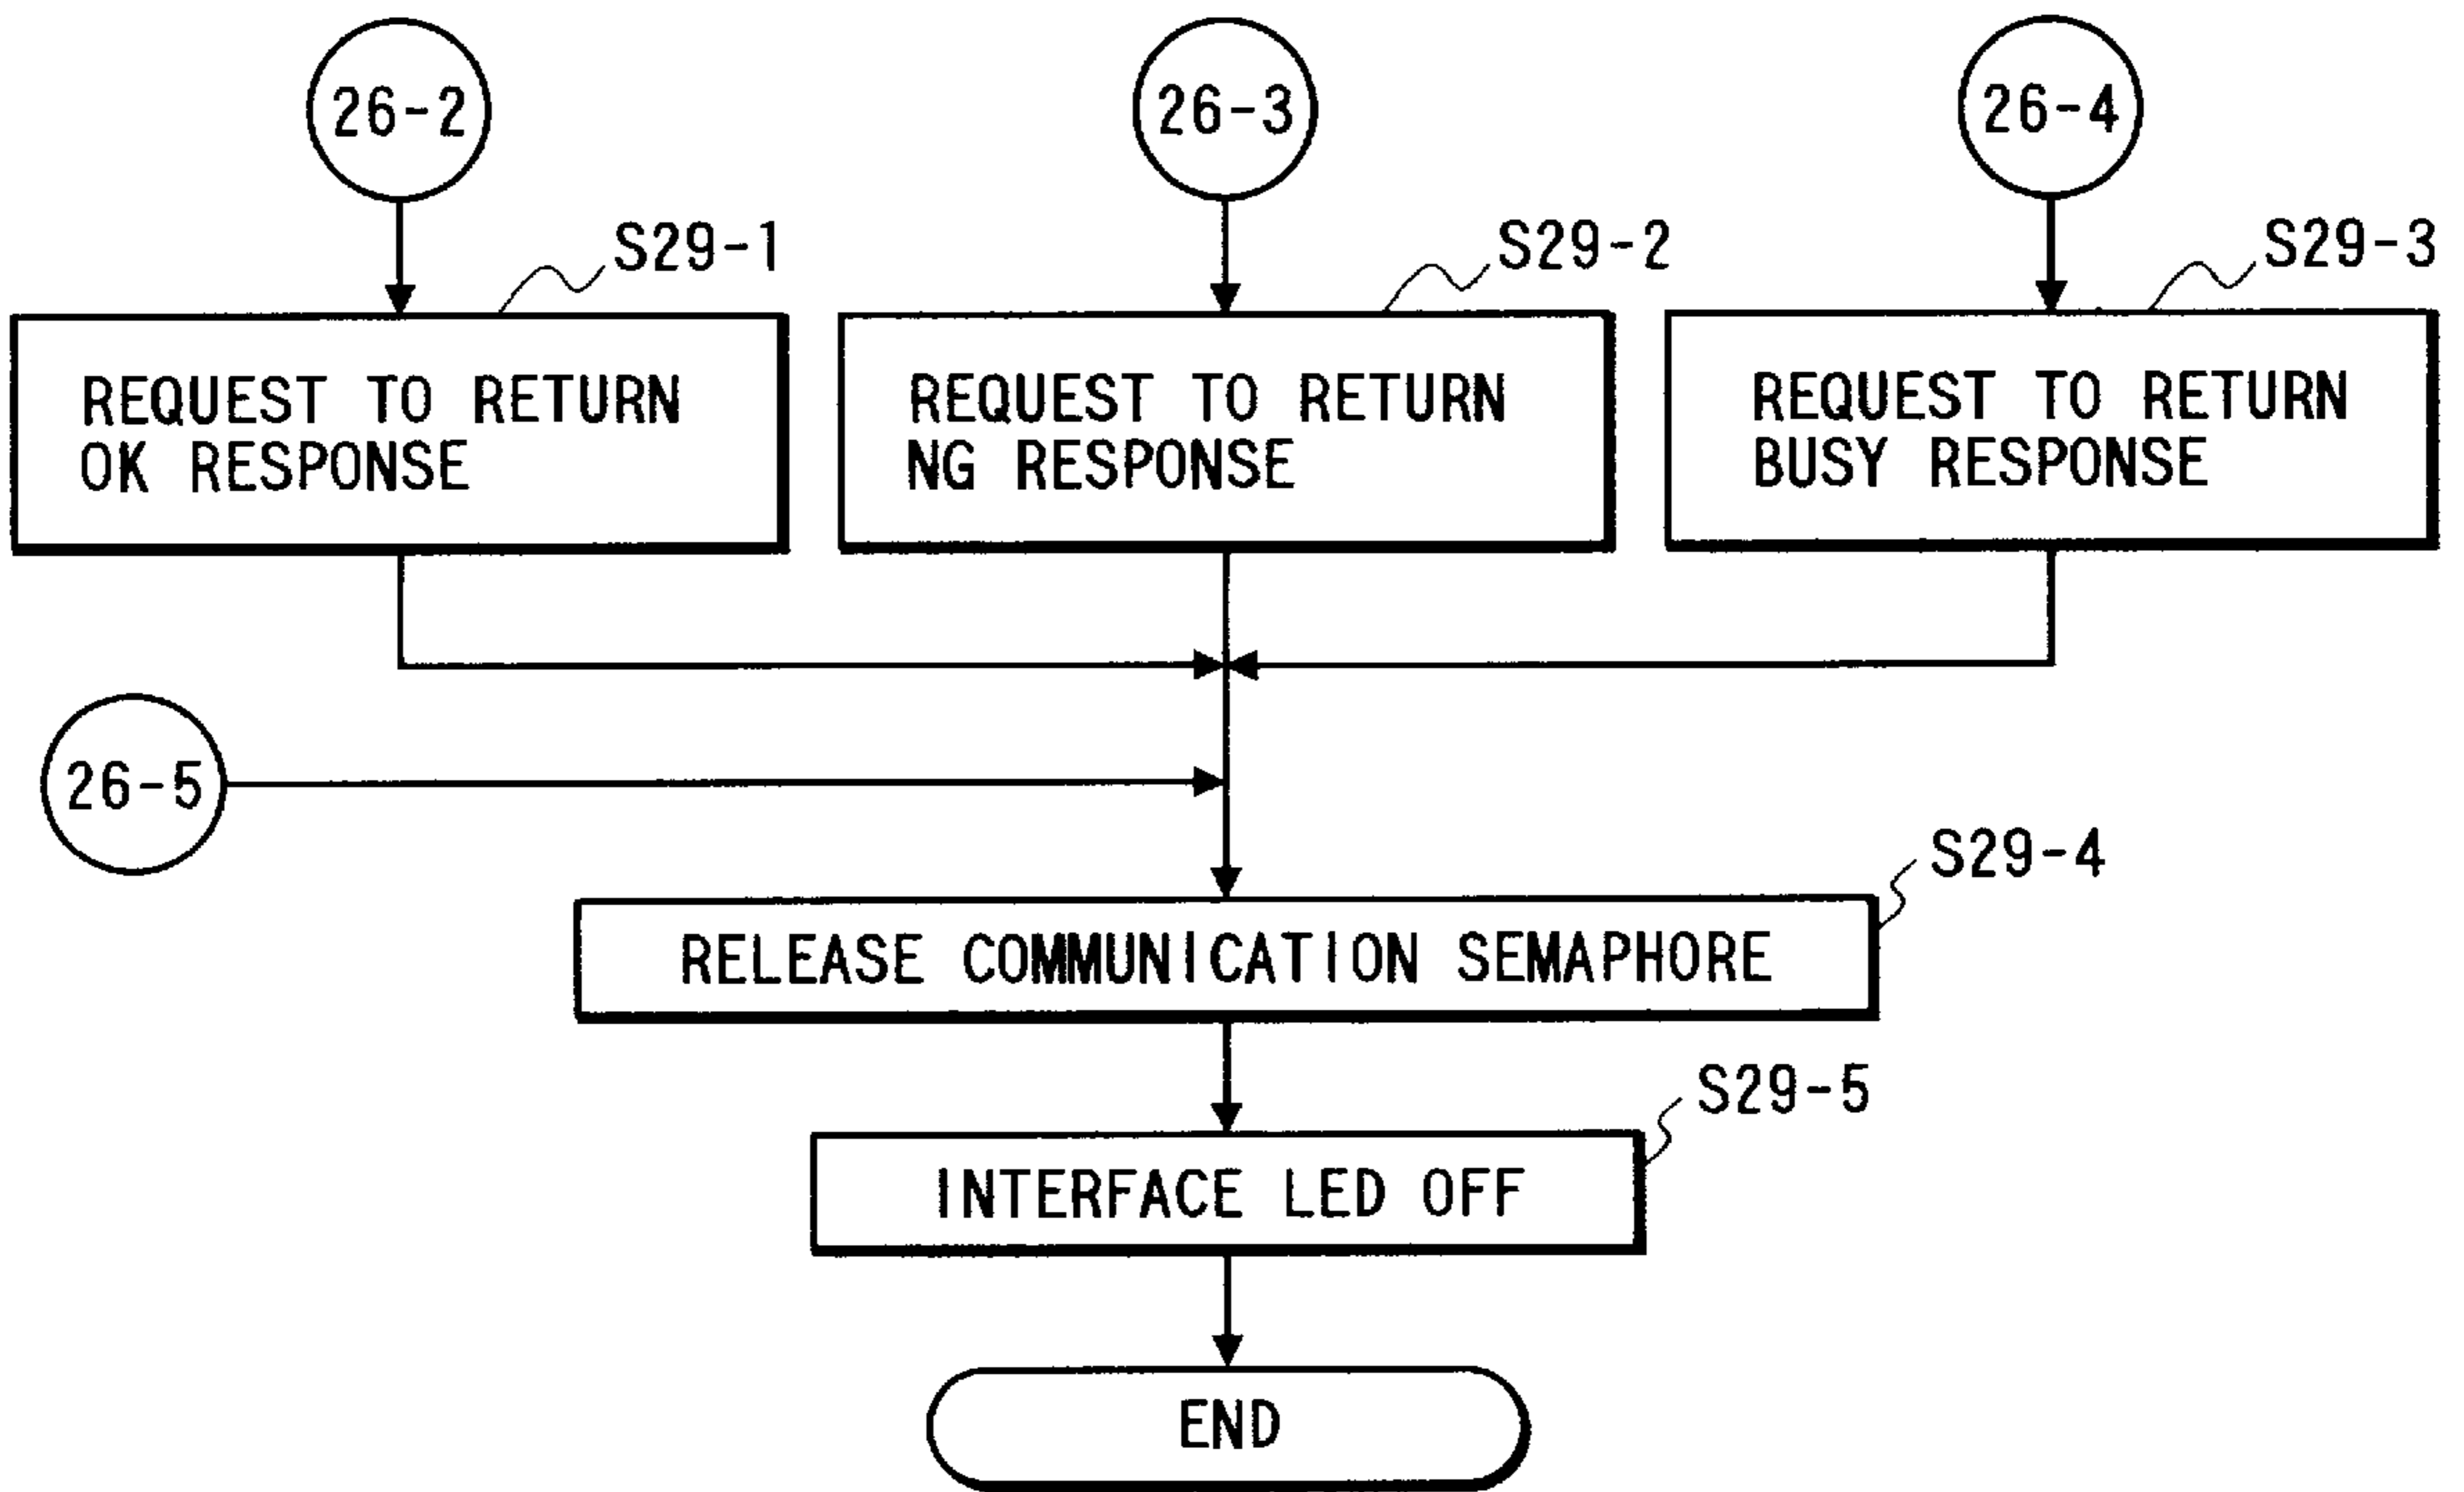 26-2
26-3
26-4
S29-1
S29-2
S29-3
REQUEST TO RETURN
OK RESPONSE
REQUEST TO RETURN
NG RESPONSE
REQUEST TO RETURN
BUSY RESPONSE
26-5
S29-4
RELEASE COMMUNICATION SEMAPHORE
S29-5
INTERFACE LED OFF
END